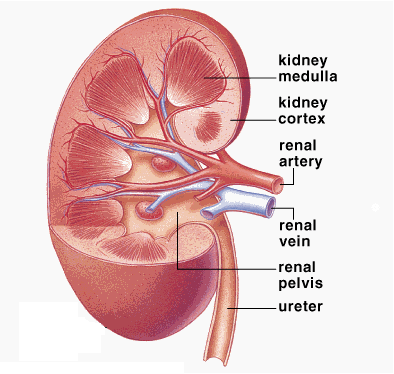 kidney
medulla
kidney
cortex
renal
artery
renal
vein
renal
pelvis
ureter